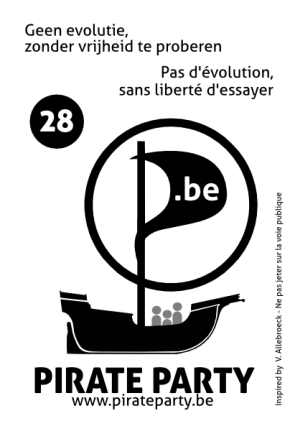 Geen evolutie,
zonder vrijheid te proberen
Pas d'évolution,
sans liberté d'essayer
28
.be
PIRATE PARTY
www.pirateparty.be
Inspired by V. Allebroeck - Ne pas jeter sur la voie publique